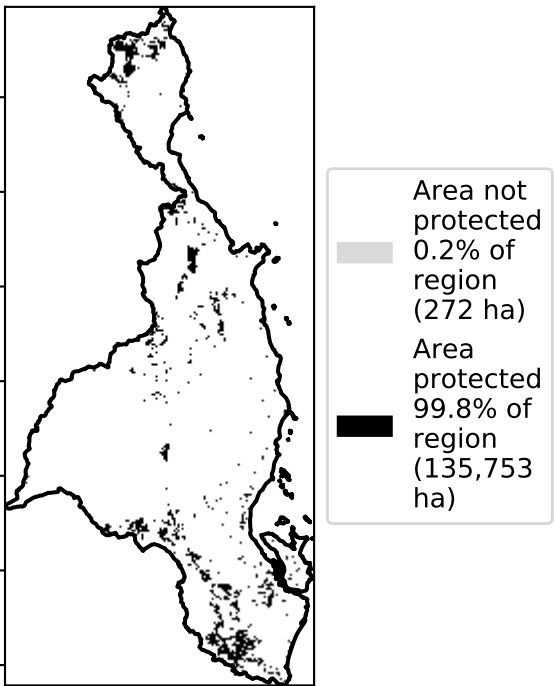 Area not
protected
0.2% of
region
(272 ha)
Area
protected
99.8% of
region
(135,753
ha)